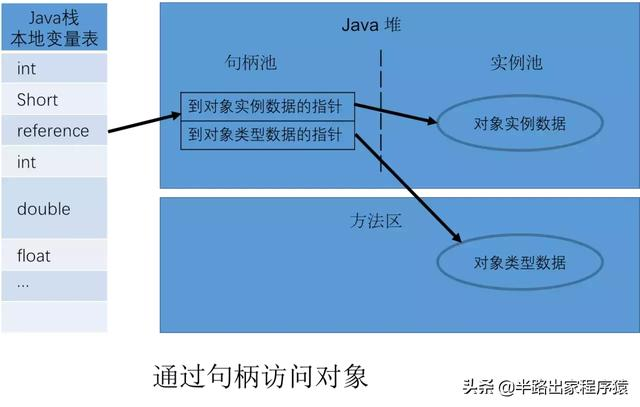 Java栈
本地变量表
int
Short
reference
int
double
float
...
Java 堆
句柄池
实例池
到对象实例数据的指针
到对象类型数据的指针
对象实例数据
方法区
对象类型数据
通过句柄访问对象
头条 @半路出家程序猿